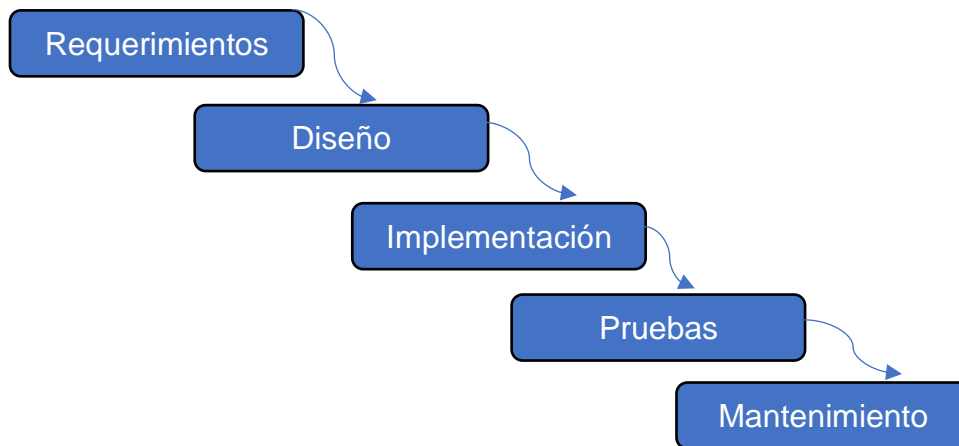 Requerimientos
Diseño
Implementación
Pruebas
Mantenimiento